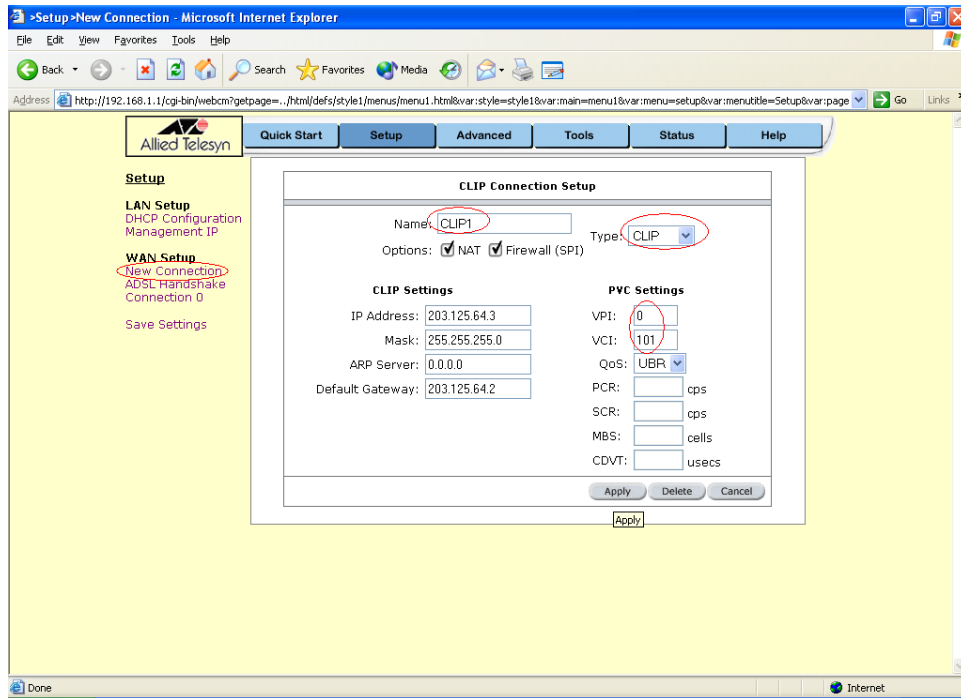 >Setup>New Connection - Microsoft Internet Explorer
File Edit View Favorites Tools Help
Back Search Favorites Media
Address http://192.168.1.1/cgi-bin/webcm?getpage=../html/defs/style1/menus/menu1.html&var:style=style1&var:main=menu1&var:menu=setup&var:menutitle=Setup&var:page Go Links
Allied Telesyn
Quick Start Setup Advanced Tools Status Help
Setup
LAN Setup
DHCP Configuration
Management IP
WAN Setup
New Connection
ADSL Handshake
Connection 0
Save Settings
CLIP Connection Setup
Name: CLIP1
Type: CLIP
Options: NAT Firewall (SPI)
CLIP Settings
IP Address: 203.125.64.3
Mask: 255.255.255.0
ARP Server: 0.0.0.0
Default Gateway: 203.125.64.2
PVC Settings
VPI: 0
VCI: 101
QoS: UBR
PCR: cps
SCR: cps
MBS: cells
CDVT: usecs
Apply Delete Cancel
Apply
Done Internet